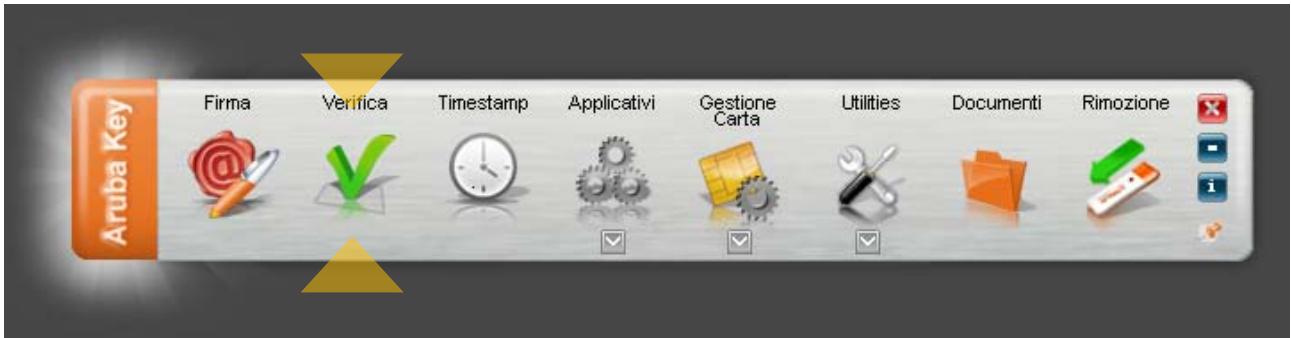 Aruba Key
Firma
Verifica
Timestamp
Applicativi
Gestione
Carta
Utilities
Documenti
Rimozione